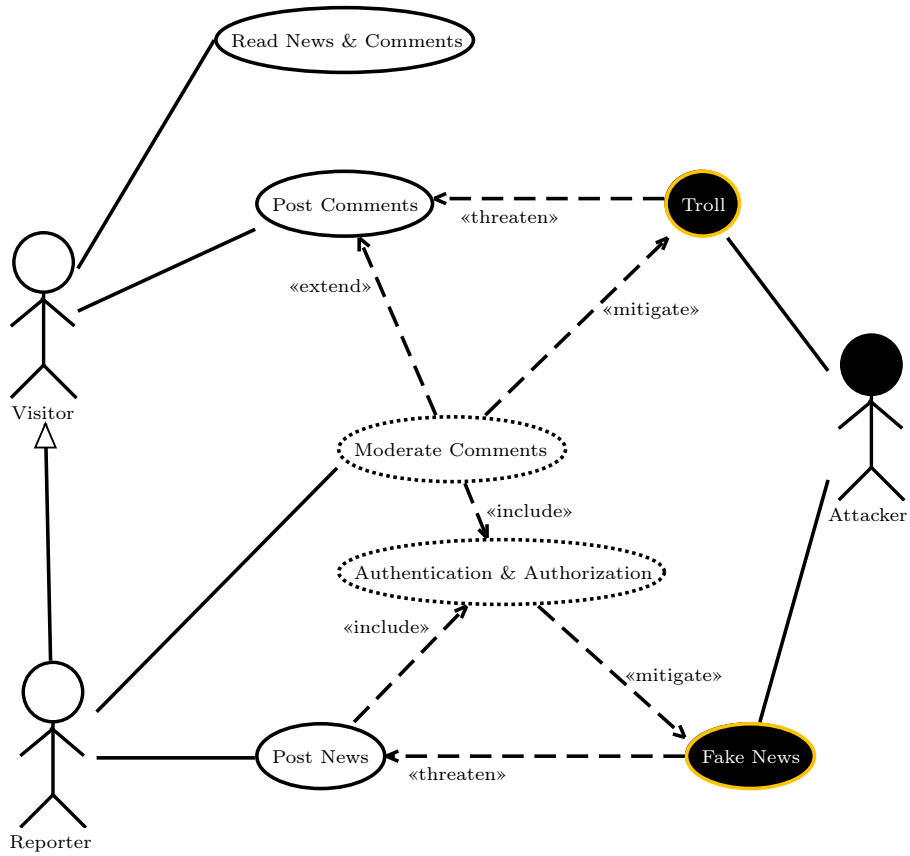 Read News & Comments
Post Comments
«threaten»
Troll
«extend»
«mitigate»
Visitor
Moderate Comments
«include»
Attacker
Authentication & Authorization
«include»
«mitigate»
Post News
«threaten»
Fake News
Reporter